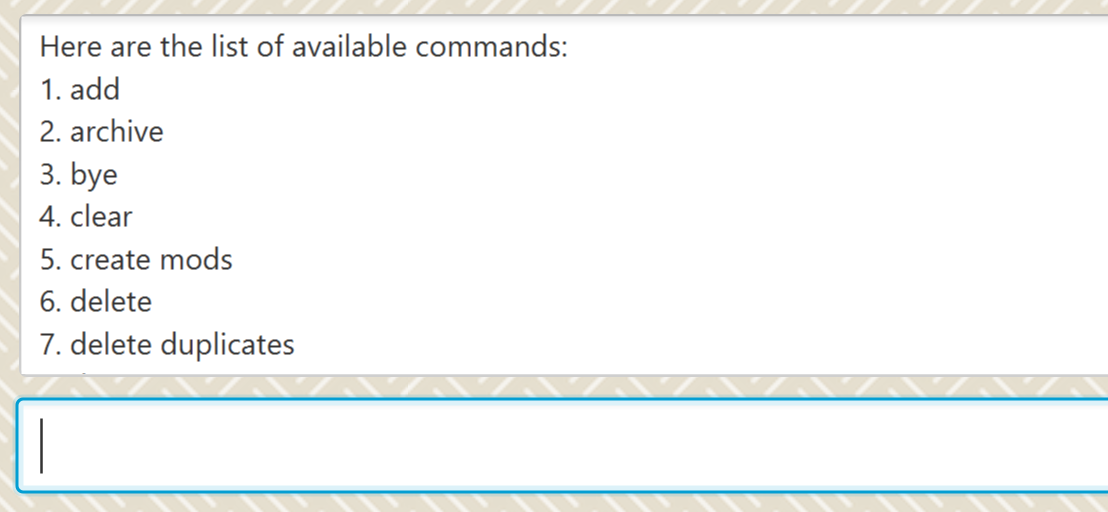 Here are the list of available commands:
1. add
2. archive
3. bye
4. clear
5. create mods
6. delete
7. delete duplicates